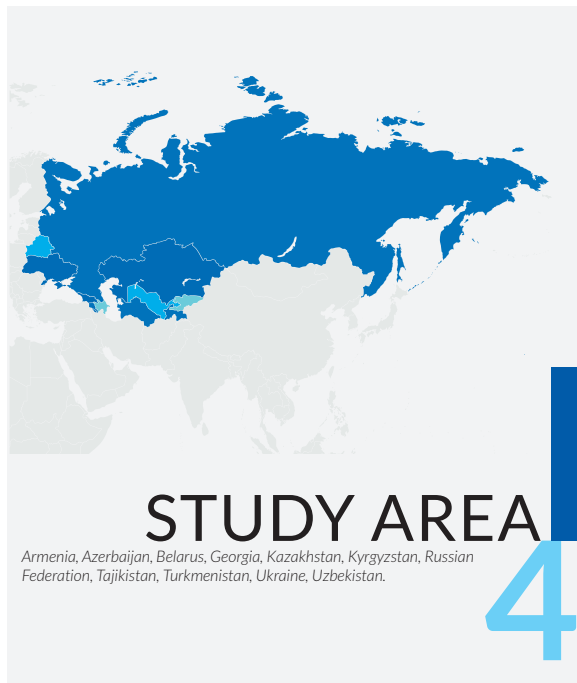 STUDY AREA
Armenia, Azerbaijan, Belarus, Georgia, Kazakhstan, Kyrgyzstan, Russian
Federation, Tajikistan, Turkmenistan, Ukraine, Uzbekistan.
4